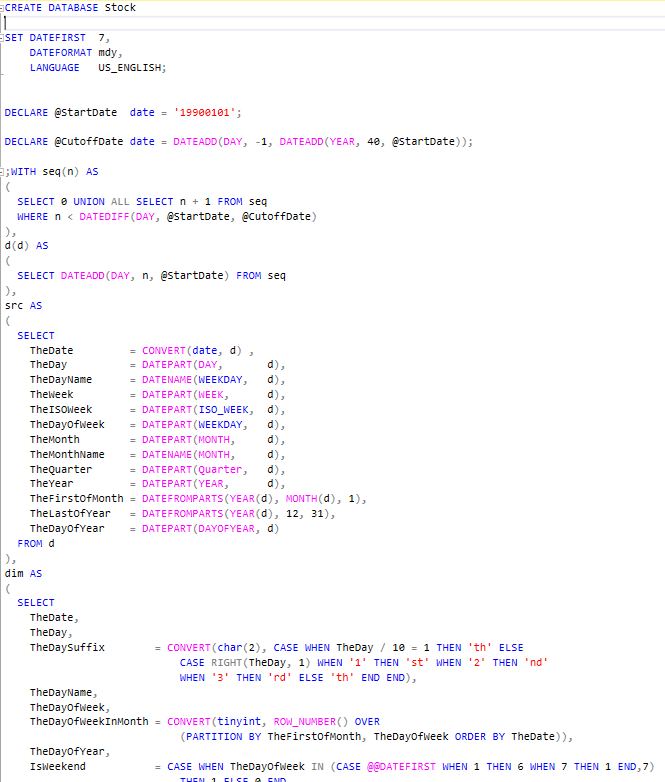 CREATE DATABASE Stock
SET DATEFIRST  7,
    DATEFORMAT mdy,
    LANGUAGE   US_ENGLISH;
DECLARE @StartDate  date = '19900101';
DECLARE @CutoffDate date = DATEADD(DAY, -1, DATEADD(YEAR, 40, @StartDate));
;WITH seq(n) AS
(
  SELECT 0 UNION ALL SELECT n + 1 FROM seq
  WHERE n < DATEDIFF(DAY, @StartDate, @CutoffDate)
),
d(d) AS
(
  SELECT DATEADD(DAY, n, @StartDate) FROM seq
),
src AS
(
  SELECT
    TheDate         = CONVERT(date, d) ,
    TheDay          = DATEPART(DAY,       d),
    TheDayName      = DATENAME(WEEKDAY,   d),
    TheWeek         = DATEPART(WEEK,      d),
    TheISOWeek      = DATEPART(ISO_WEEK,  d),
    TheDayOfWeek    = DATEPART(WEEKDAY,   d),
    TheMonth        = DATEPART(MONTH,     d),
    TheMonthName    = DATENAME(MONTH,     d),
    TheQuarter      = DATEPART(Quarter,   d),
    TheYear         = DATEPART(YEAR,      d),
    TheFirstOfMonth = DATEFROMPARTS(YEAR(d), MONTH(d), 1),
    TheLastOfYear   = DATEFROMPARTS(YEAR(d), 12, 31),
    TheDayOfYear    = DATEPART(DAYOFYEAR, d)
  FROM d
),
dim AS
(
  SELECT
    TheDate,
    TheDay,
    TheDaySuffix        = CONVERT(char(2), CASE WHEN TheDay / 10 = 1 THEN 'th' ELSE
                            CASE RIGHT(TheDay, 1) WHEN '1' THEN 'st' WHEN '2' THEN 'nd'
                            WHEN '3' THEN 'rd' ELSE 'th' END END),
    TheDayName,
    TheDayOfWeek,
    TheDayOfWeekInMonth = CONVERT(tinyint, ROW_NUMBER() OVER
                            (PARTITION BY TheFirstOfMonth, TheDayOfWeek ORDER BY TheDate)),
    TheDayOfYear,
    IsWeekend           = CASE WHEN TheDayOfWeek IN (CASE @@DATEFIRST WHEN 1 THEN 6 WHEN 7 THEN 1 END,7)
                            THEN 1 ELSE 0 END